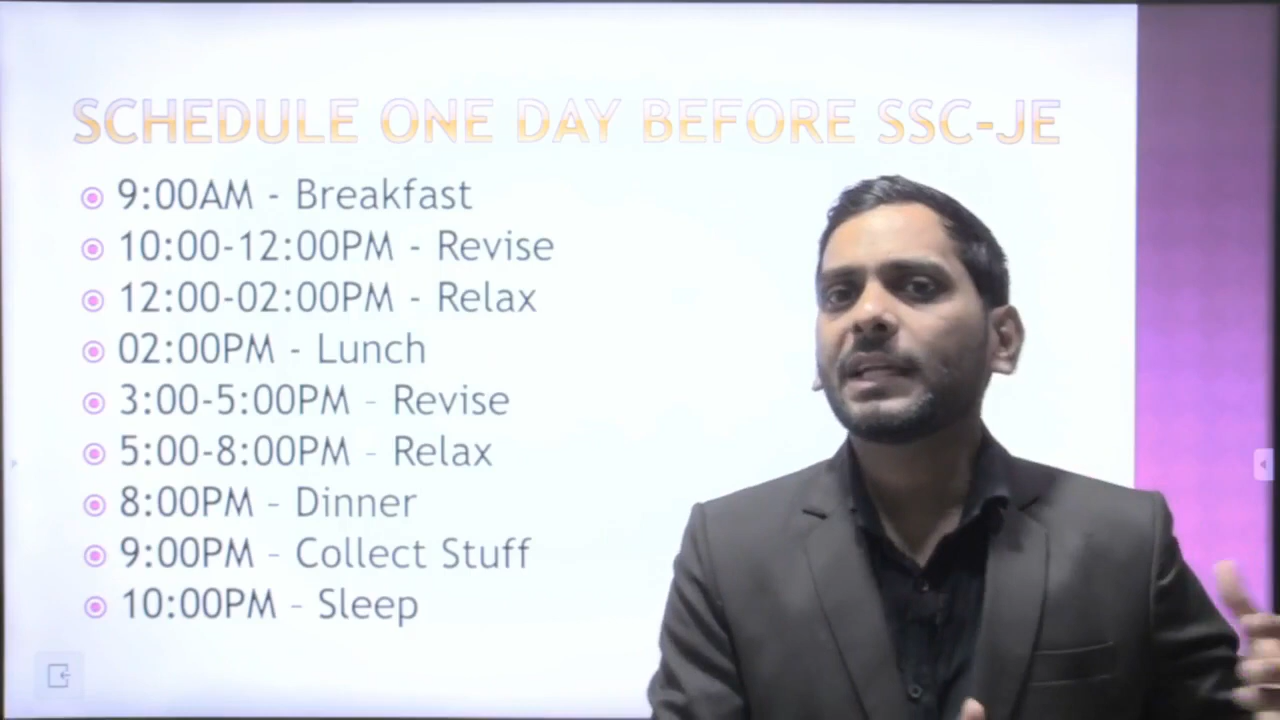 SCHEDULE ONE DAY BEFORE SSC-JE
9:00AM - Breakfast
10:00-12:00PM - Revise
12:00-02:00PM - Relax
02:00PM - Lunch
3:00-5:00PM – Revise
5:00-8:00PM – Relax
8:00PM – Dinner
9:00PM – Collect Stuff
10:00PM – Sleep